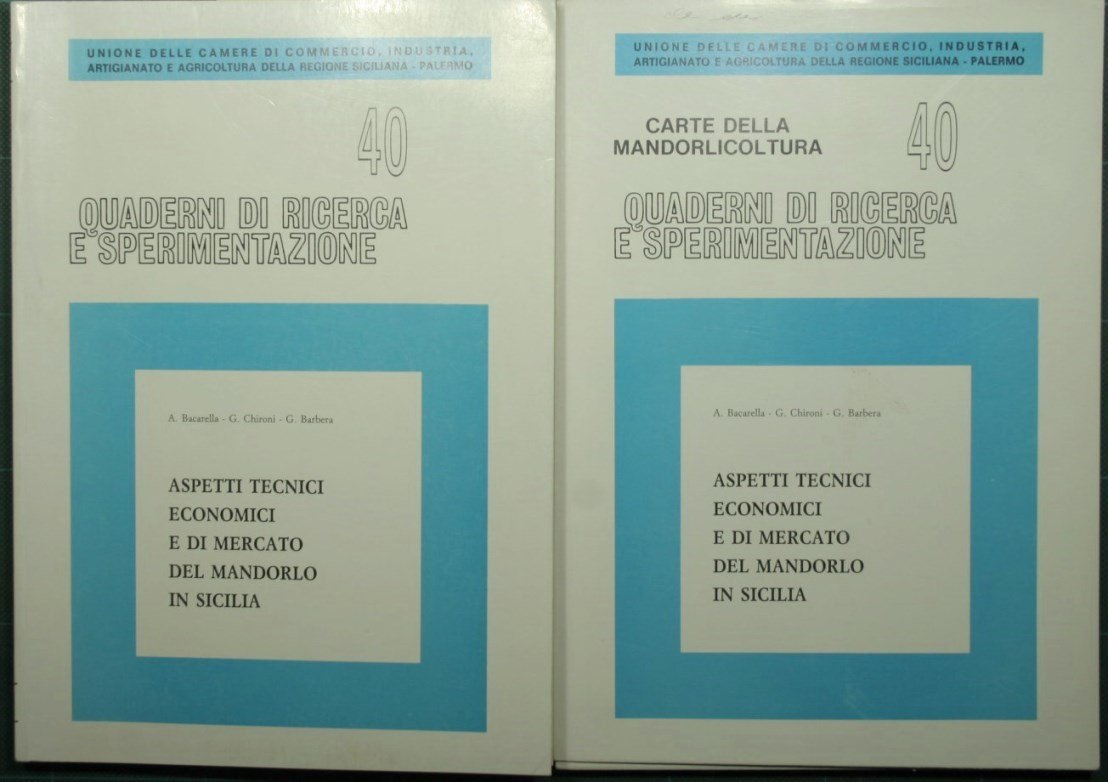 UNIONE DELLE CAMERE DI COMMERCIO, INDUSTRIA,
ARTIGIANATO E AGRICOLTURA DELLA REGIONE SICILIANA - PALERMO
40
QUADERNI DI RICERCA
E SPERIMENTAZIONE
A. Bacarella - G. Chironi - G. Barbera
ASPETTI TECNICI
ECONOMICI
E DI MERCATO
DEL MANDORLO
IN SICILIA
UNIONE DELLE CAMERE DI COMMERCIO, INDUSTRIA,
ARTIGIANATO E AGRICOLTURA DELLA REGIONE SICILIANA - PALERMO
CARTE DELLA
MANDORLICOLTURA
40
QUADERNI DI RICERCA
E SPERIMENTAZIONE
A. Bacarella - G. Chironi - G. Barbera
ASPETTI TECNICI
ECONOMICI
E DI MERCATO
DEL MANDORLO
IN SICILIA